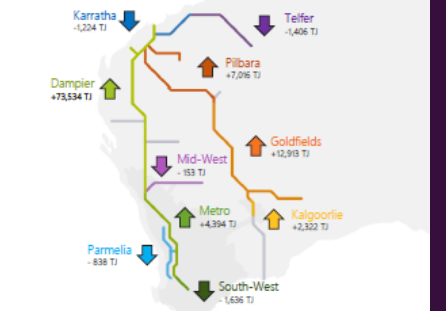 Karratha
-1,224 TJ
Telfer
-1,406 TJ
Pilbara
+7,016 TJ
Dampier
+73,534 TJ
Goldfields
+12,913 TJ
Mid-West
- 153 TJ
Metro
+4,394 TJ
Kalgoorlie
+2,322 TJ
Parmelia
- 838 TJ
South-West
- 1,636 TJ